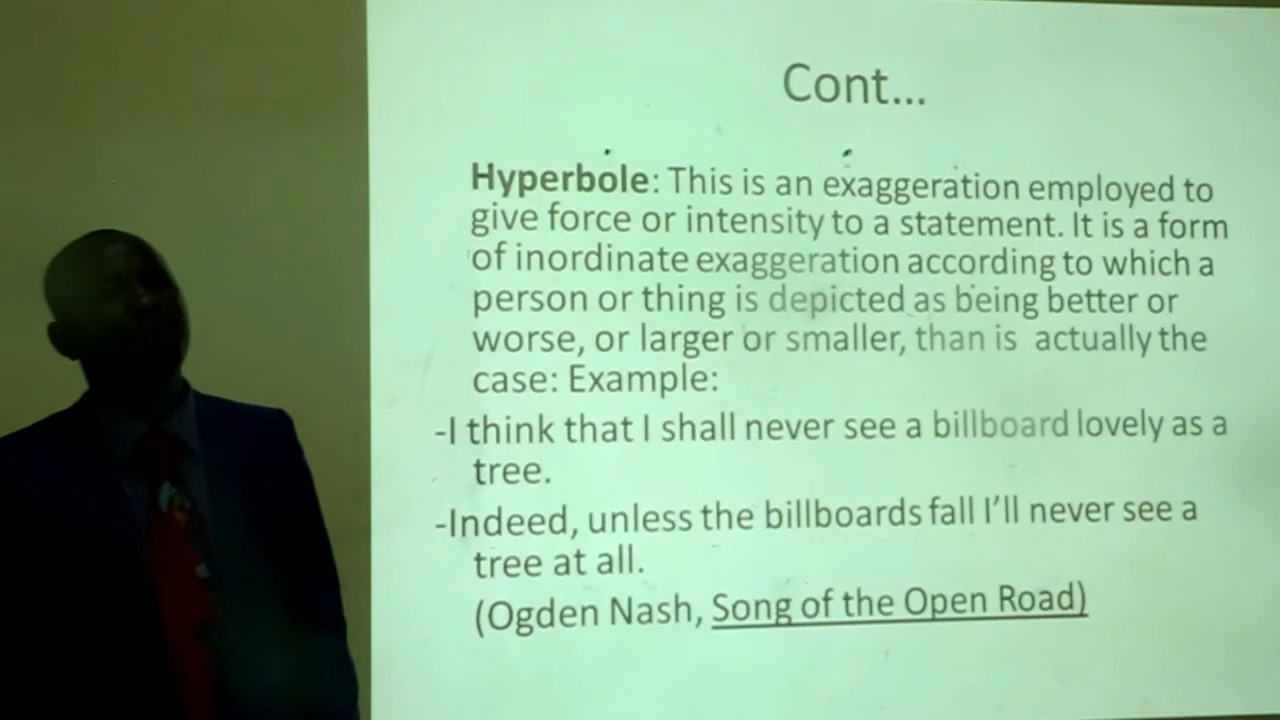 Cont...
Hyperbole: This is an exaggeration employed to
give force or intensity to a statement. It is a form
of inordinate exaggeration according to which a
person or thing is depicted as being better or
worse, or larger or smaller, than is actually the
case: Example:
-I think that I shall never see a billboard lovely as a
tree.
-Indeed, unless the billboards fall I'll never see a
tree at all.
(Ogden Nash, Song of the Open Road)